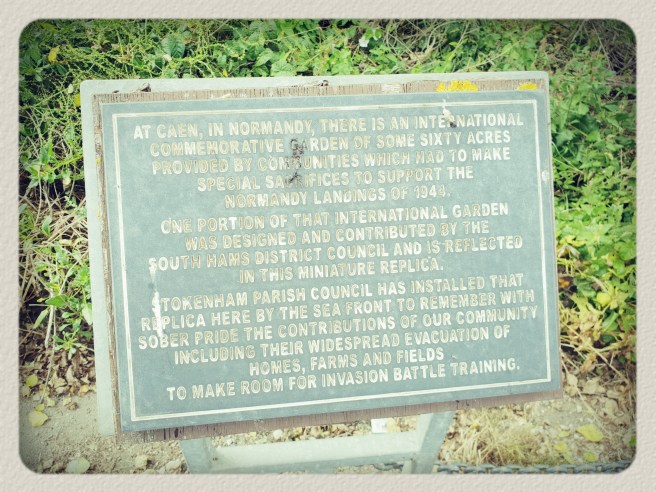 AT CAEN, IN NORMANDY, THERE IS AN INTERNATIONAL
COMMEMORATIVE GARDEN OF SOME SIXTY ACRES
PROVIDED BY COMMUNITIES WHICH HAD TO MAKE
SPECIAL SACRIFICES TO SUPPORT THE
NORMANDY LANDINGS OF 1944.
ONE PORTION OF THAT INTERNATIONAL GARDEN
WAS DESIGNED AND CONTRIBUTED BY THE
SOUTH HAMS DISTRICT COUNCIL AND IS REFLECTED
IN THIS MINIATURE REPLICA.
STOKENHAM PARISH COUNCIL HAS INSTALLED THAT
REPLICA HERE BY THE SEA FRONT TO REMEMBER WITH
SOBER PRIDE THE CONTRIBUTIONS OF OUR COMMUNITY
INCLUDING THEIR WIDESPREAD EVACUATION OF
HOMES, FARMS AND FIELDS
TO MAKE ROOM FOR INVASION BATTLE TRAINING.